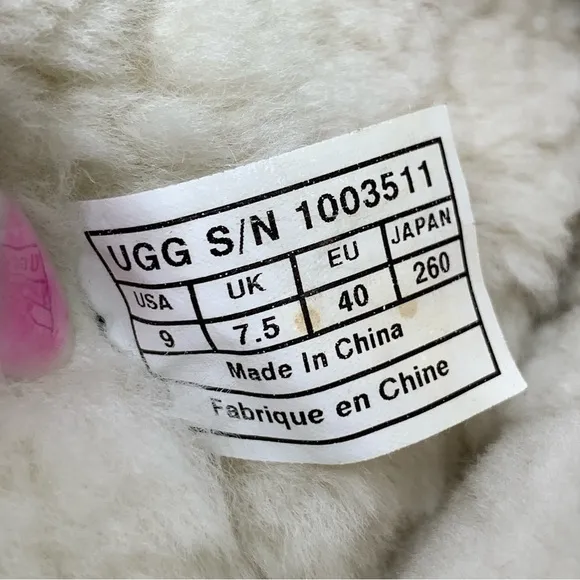 UGG S/N 1003511
USA UK EU JAPAN
9 7.5 40 260
Made In China
Fabrique en Chine